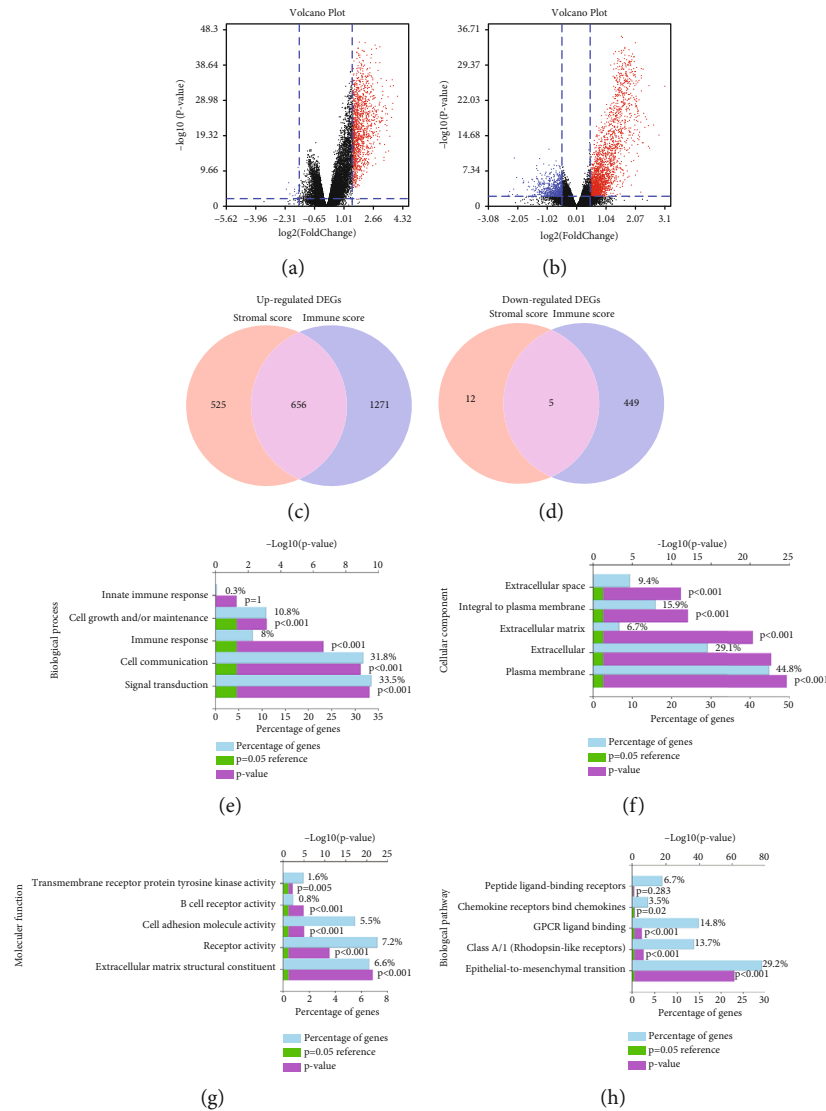 Volcano Plot
48.3
38.64
28.98
19.32
9.66
0
−log10 (P-value)
−5.62 −3.96 −2.31 −0.65 1.01 2.66 4.32
log2(FoldChange)
(a)
Volcano Plot
36.71
29.37
22.03
14.68
7.34
0
−log10(P-value)
−3.08 −2.05 −1.02 0.01 1.04 2.07 3.1
log2(FoldChange)
(b)
Up-regulated DEGs
Stromal score Immune score
525 656 1271
(c)
Down-regulated DEGs
Stromal score Immune score
12 5 449
(d)
−Log10(p-value)
0 2 4 6 8 10
Biological process
Innate immune response 0.3%
p=1
Cell growth and/or maintenance 10.8%
p<0.001
Immune response 8%
p<0.001
Cell communication 31.8%
p<0.001
Signal transduction 33.5%
p<0.001
0 5 10 15 20 25 30 35
Percentage of genes
Percentage of genes
p=0.05 reference
p-value
(e)
-Log10(p-value)
0 5 10 15 20 25
Cellular component
Extracellular space 9.4%
p<0.001
Integral to plasma membrane 15.9%
p<0.001
Extracellular matrix 6.7%
p<0.001
Extracellular 29.1%
Plasma membrane 44.8%
p<0.001
0 10 20 30 40 50
Percentage of genes
Percentage of genes
p=0.05 reference
p-value
(f)
−Log10(p-value)
0 5 10 15 20 25
Moleculer function
Transmembrane receptor protein tyrosine kinase activity 1.6%
p=0.005
B cell receptor activity 0.8%
p<0.001
Cell adhesion molecule activity 5.5%
p<0.001
Receptor activity 7.2%
p<0.001
Extracellular matrix structural constituent 6.6%
p<0.001
0 2 4 6 8
Percentage of genes
Percentage of genes
p=0.05 reference
p-value
(g)
−Log10(p-value)
0 20 40 60 80
Biologcal pathway
Peptide ligand-binding receptors 6.7%
p=0.283
Chemokine receptors bind chemokines 3.5%
p=0.02
GPCR ligand binding 14.8%
p<0.001
Class A/1 (Rhodopsin-like receptors) 13.7%
p<0.001
Epithelial-to-mesenchymal transition 29.2%
p<0.001
0 5 10 15 20 25 30
Percentage of genes
Percentage of genes
p=0.05 reference
p-value
(h)